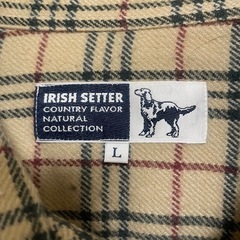 IRISH SETTER
COUNTRY FLAVOR
NATURAL
COLLECTION
L